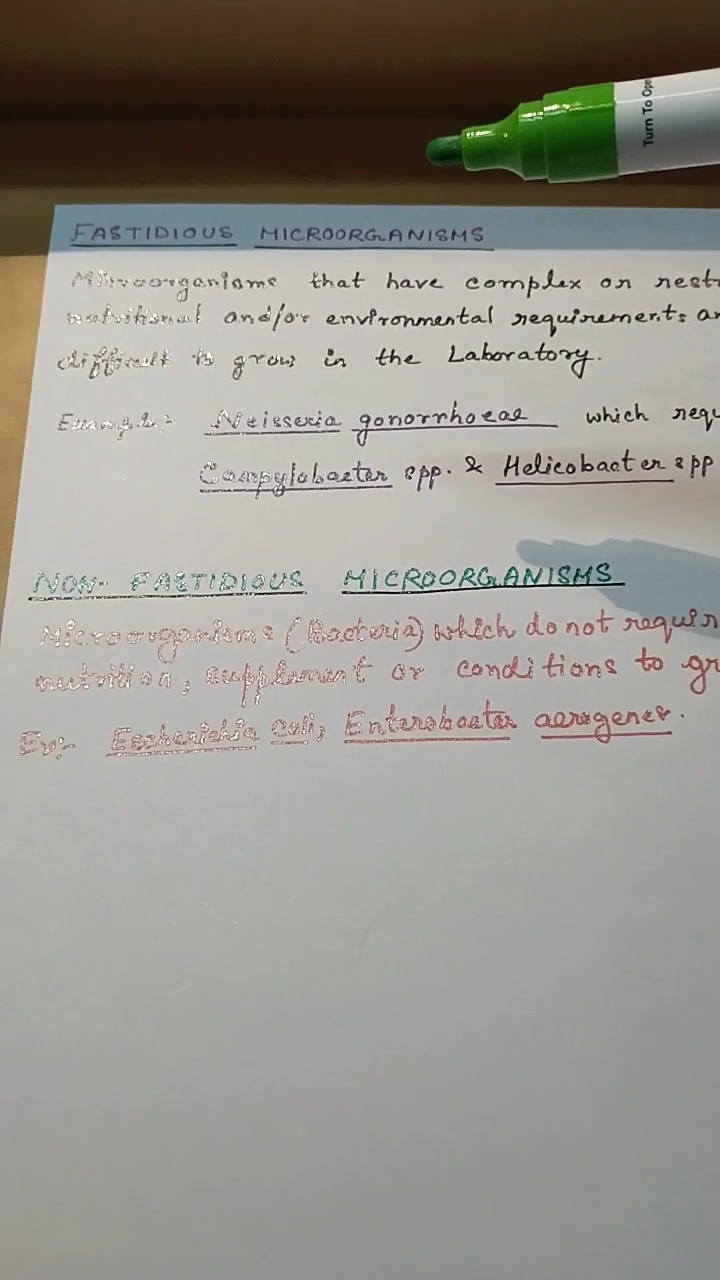 Turn To Ope
FASTIDIOUS MICROORGANISMS
Microorganisms that have complex or rest
nutritional and/or environmental requirements ar
difficult to grow in the Laboratory.
Example:- Neisseria gonorrhoeae which requ
Campylobacter spp. & Helicobacter spp
NON- FASTIDIOUS MICROORGANISMS
Microorganisms (Bacteria) which do not requir
nutrition, supplement or conditions to gr
Ex:- Escherichia coli, Enterobacter aerogenes.